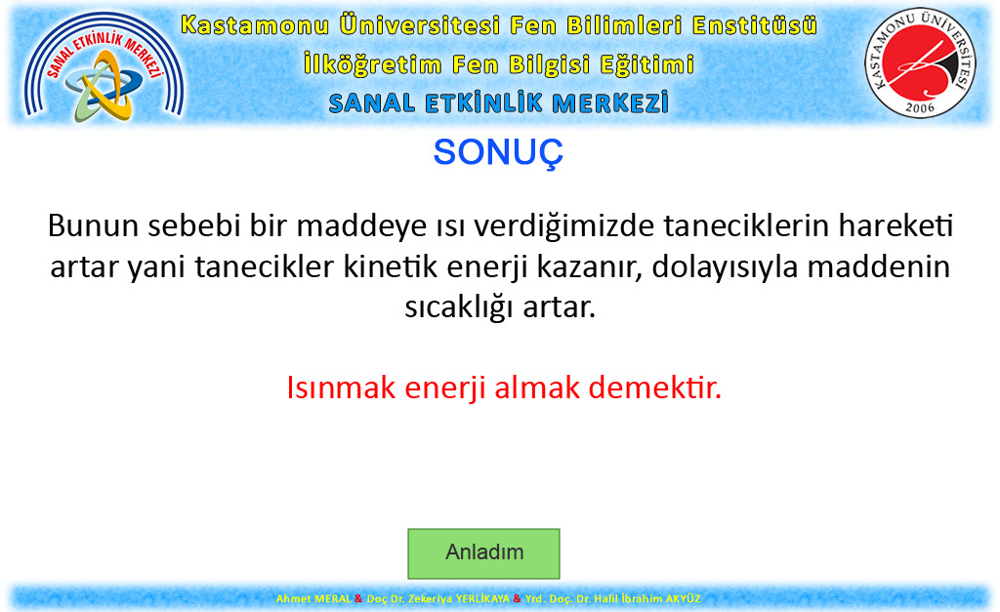 Kastamonu Üniversitesi Fen Bilimleri Enstitüsü
İlköğretim Fen Bilgisi Eğitimi
SANAL ETKİNLİK MERKEZİ
SANAL ETKİNLİK MERKEZİ
KASTAMONU ÜNİVERSİTESİ
2006
SONUÇ
Bunun sebebi bir maddeye ısı verdiğimizde taneciklerin hareketi
artar yani tanecikler kinetik enerji kazanır, dolayısıyla maddenin
sıcaklığı artar.
Isınmak enerji almak demektir.
Anladım
Ahmet MERAL & Doç Dr. Zekeriya YERLİKAYA & Yrd. Doç. Dr. Halil İbrahim AKYÜZ